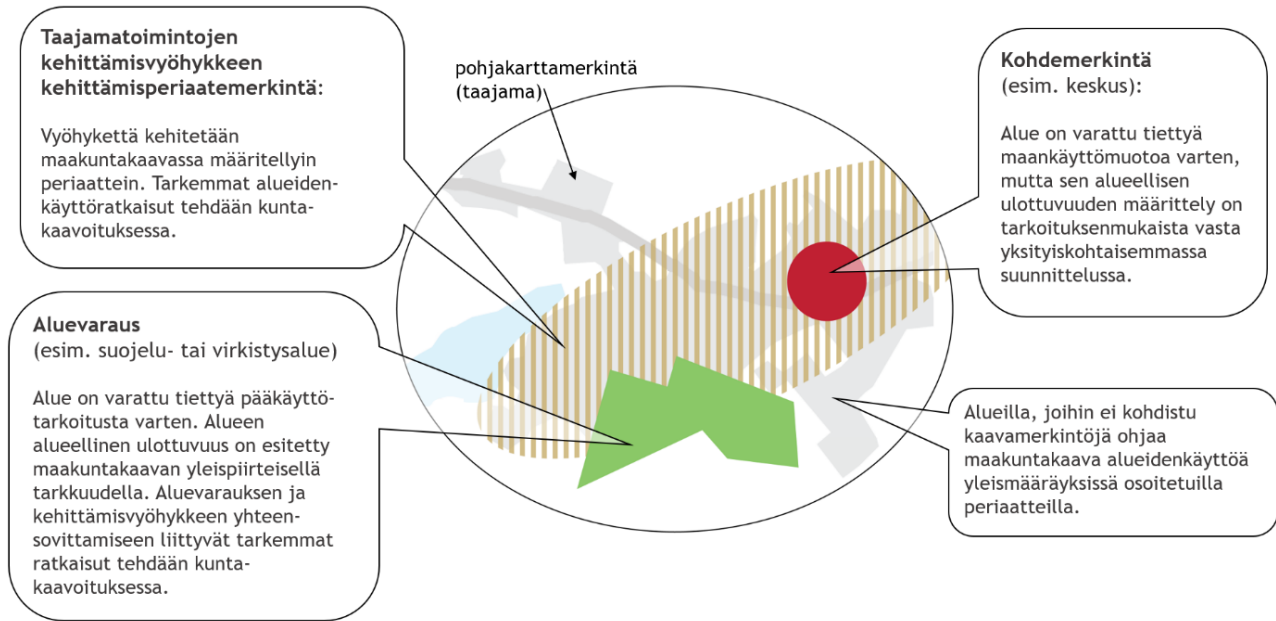 Taajamatoimintojen
kehittämisvyöhykkeen
kehittämisperiaatemerkintä:
Vyöhykettä kehitetään
maakuntakaavassa määritellyin
periaattein. Tarkemmat alueiden-
käyttöratkaisut tehdään kunta-
kaavoituksessa.
pohjakarttamerkintä
(taajama)
Kohdemerkintä
(esim. keskus):
Alue on varattu tiettyä
maankäyttömuotoa varten,
mutta sen alueellisen
ulottuvuuden määrittely on
tarkoituksenmukaista vasta
yksityiskohtaisemmassa
suunnittelussa.
Aluevaraus
(esim. suojelu- tai virkistysalue)
Alue on varattu tiettyä pääkäyttö-
tarkoitusta varten. Alueen
alueellinen ulottuvuus on esitetty
maakuntakaavan yleispiirteisellä
tarkkuudella. Aluevarauksen ja
kehittämisvyöhykkeen yhteen-
sovittamiseen liittyvät tarkemmat
ratkaisut tehdään kunta-
kaavoituksessa.
Alueilla, joihin ei kohdistu
kaavamerkintöjä ohjaa
maakuntakaava alueidenkäyttöä
yleismääräyksissä osoitetuilla
periaatteilla.